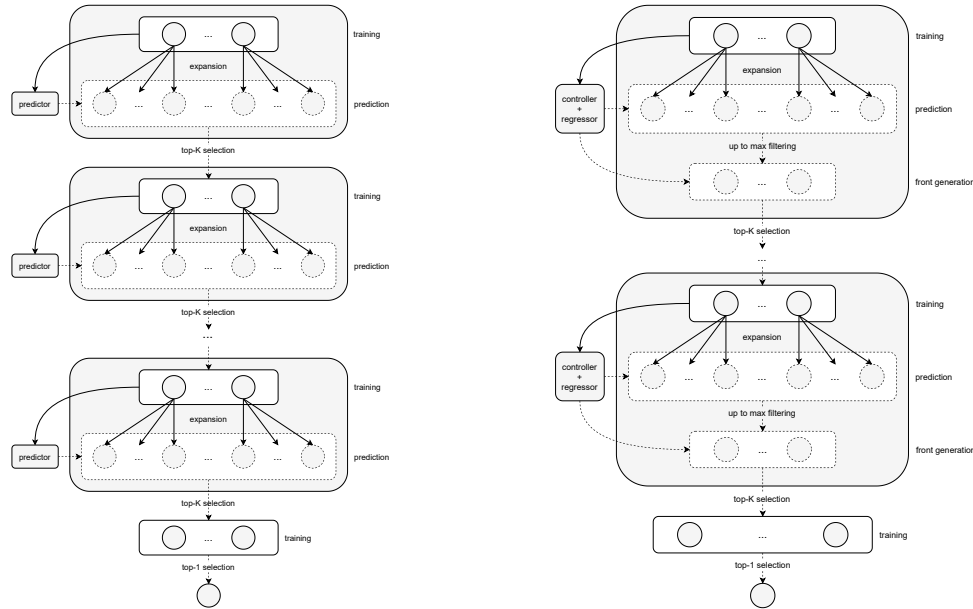 ...
training
expansion
predictor
prediction
...
...
...
top-K selection
...
training
expansion
predictor
prediction
...
...
...
top-K selection
...
...
training
expansion
predictor
prediction
...
...
...
top-K selection
...
training
top-1 selection
...
training
expansion
controller
+
regressor
prediction
...
...
...
up to max filtering
...
front generation
top-K selection
...
...
training
expansion
controller
+
regressor
prediction
...
...
...
up to max filtering
...
front generation
top-K selection
...
training
top-1 selection